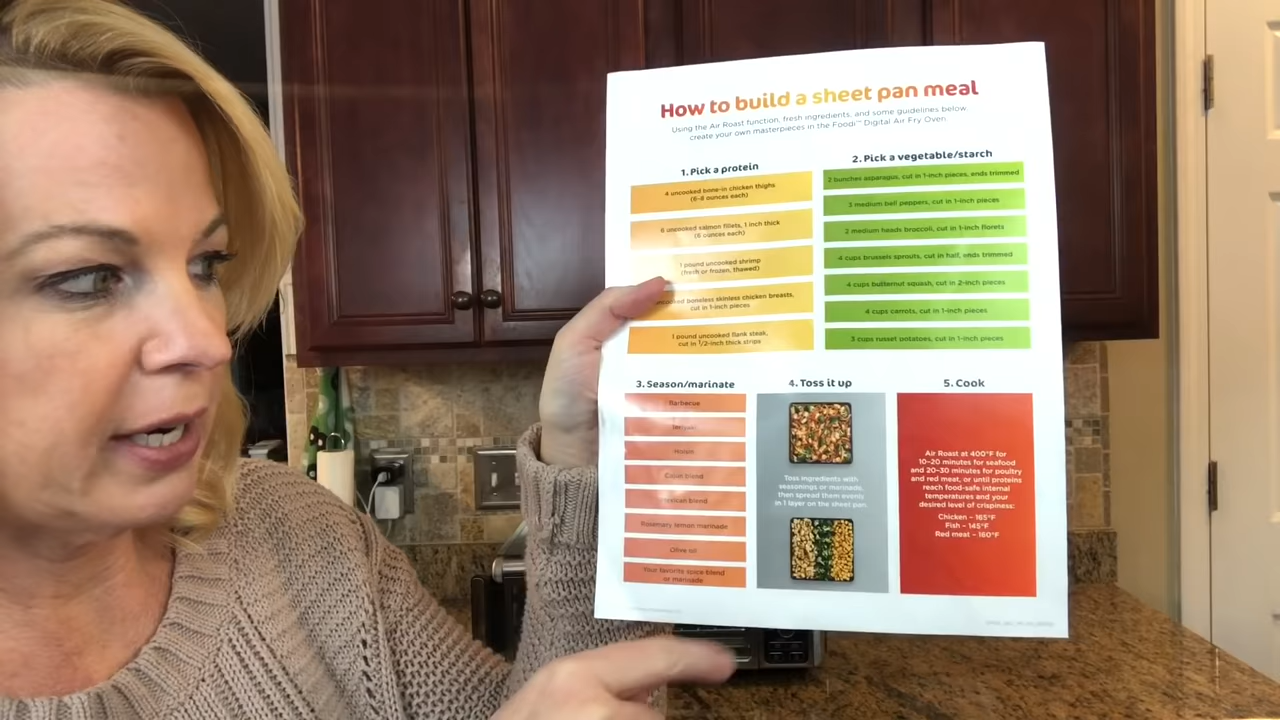 How to build a sheet pan meal
Using the Air Roast function, fresh ingredients, and some guidelines below,
create your own masterpieces in the Foodi™ Digital Air Fry Oven.
1. Pick a protein
4 uncooked bone-in chicken thighs
(6-8 ounces each)
6 uncooked salmon fillets, 1 inch thick
(6 ounces each)
1 pound uncooked shrimp
(fresh or frozen, thawed)
uncooked boneless skinless chicken breasts,
cut in 1-inch pieces
1 pound uncooked flank steak,
cut in 1/2-inch thick strips
2. Pick a vegetable/starch
2 bunches asparagus, cut in 1-inch pieces, ends trimmed
3 medium bell peppers, cut in 1-inch pieces
2 medium heads broccoli, cut in 1-inch florets
4 cups brussels sprouts, cut in half, ends trimmed
4 cups butternut squash, cut in 2-inch pieces
4 cups carrots, cut in 1-inch pieces
3 cups russet potatoes, cut in 1-inch pieces
3. Season/marinate
Barbecue
Teriyaki
Hoisin
Cajun blend
Mexican blend
Rosemary lemon marinade
Olive oil
Your favorite spice blend
or marinade
4. Toss it up
Toss ingredients with
seasonings or marinade,
then spread them evenly
in 1 layer on the sheet pan.
5. Cook
Air Roast at 400°F for
10–20 minutes for seafood
and 20–30 minutes for poultry
and red meat, or until proteins
reach food-safe internal
temperatures and your
desired level of crispiness:
Chicken – 165°F
Fish – 145°F
Red meat – 160°F